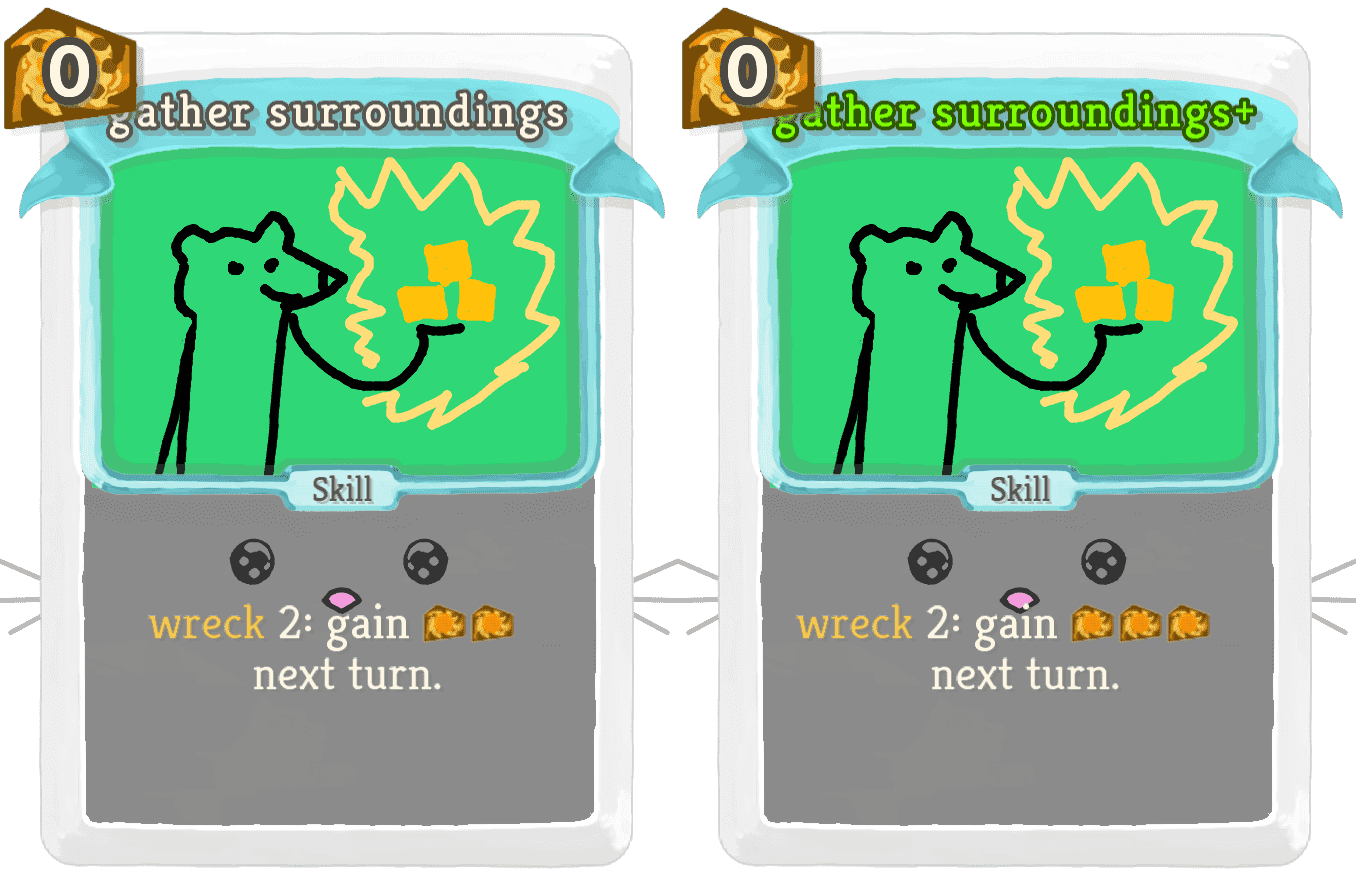 0
gather surroundings
Skill
wreck 2: gain
next turn.
0
gather surroundings+
Skill
wreck 2: gain
next turn.